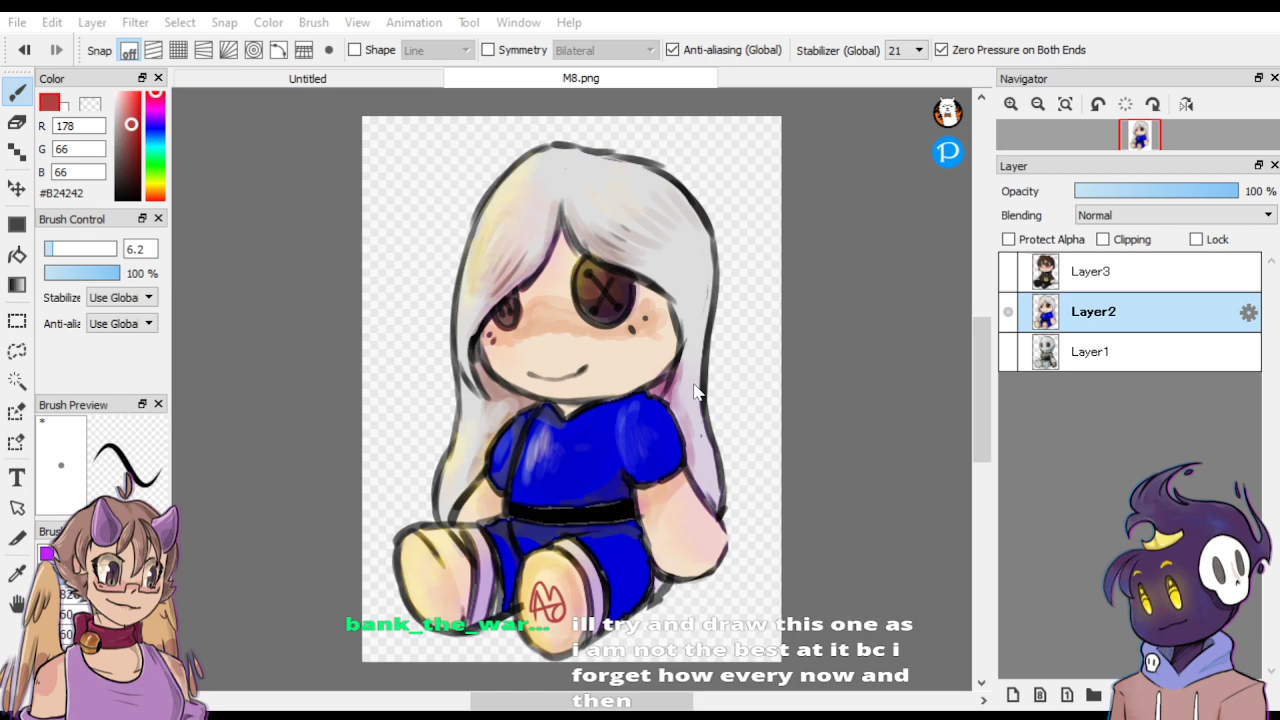 File Edit Layer Filter Select Snap Color Brush View Animation Tool Window Help
Snap off Shape Line Symmetry Bilateral Anti-aliasing (Global) Stabilizer (Global) 21 Zero Pressure on Both Ends
Color
Untitled
M8.png
Navigator
R 178
G 66
B 66
#B24242
Layer
Opacity 100 %
Blending Normal
Protect Alpha Clipping Lock
Layer3
Layer2
Layer1
Brush Control
6.2
100 %
Stabilize Use Globa
Anti-alia Use Globa
Brush Preview
*
T
bank_the_war... ill try and draw this one as
i am not the best at it bc i
forget how every now and
then